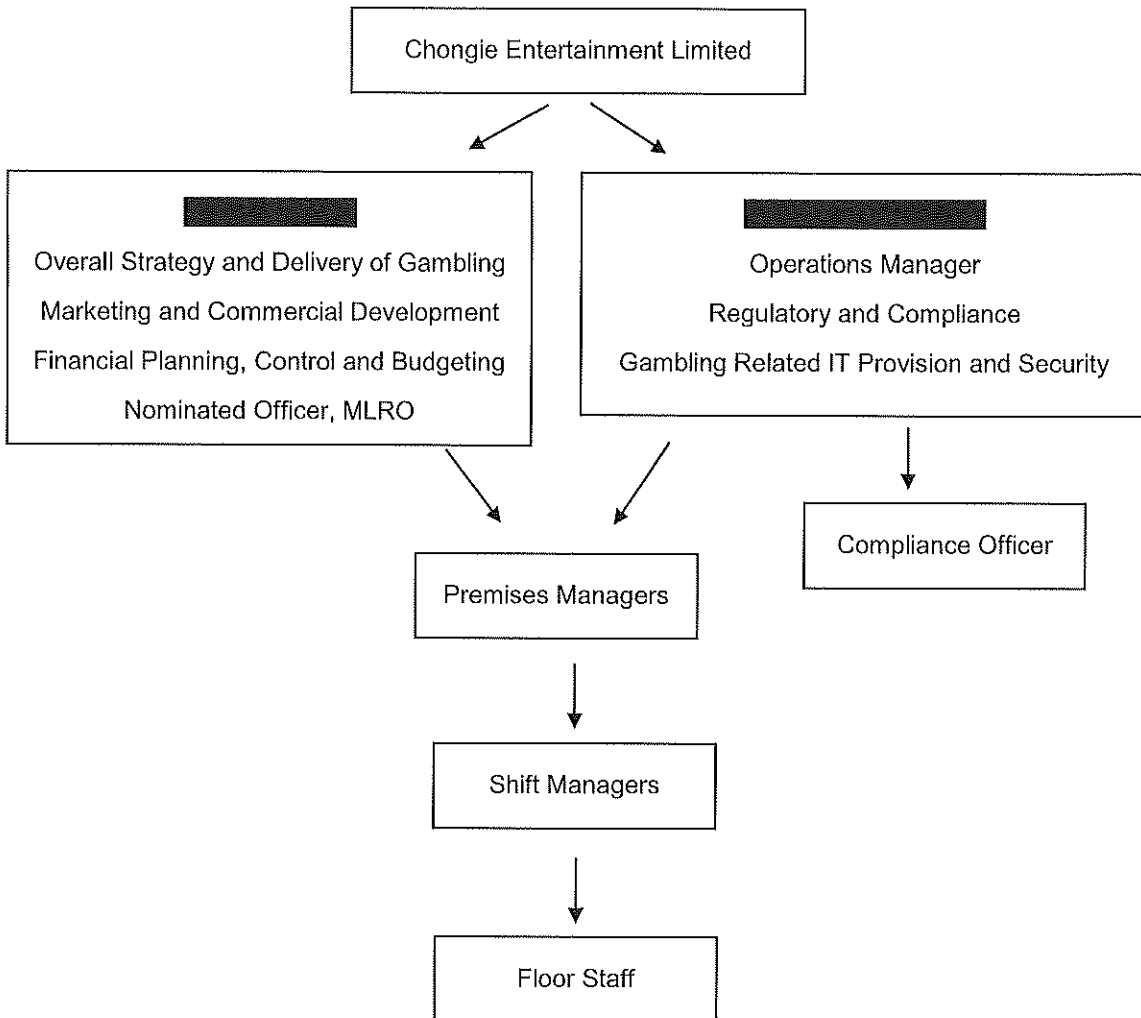 Chongie Entertainment Limited
Overall Strategy and Delivery of Gambling
Marketing and Commercial Development
Financial Planning, Control and Budgeting
Nominated Officer, MLRO
Operations Manager
Regulatory and Compliance
Gambling Related IT Provision and Security
Compliance Officer
Premises Managers
Shift Managers
Floor Staff